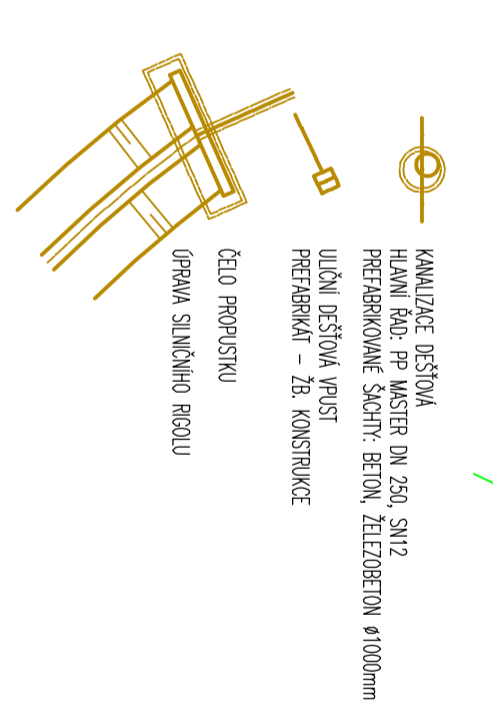 KANALIZACE DEŠŤOVÁ
HLAVNÍ ŘAD: PP MASTER DN 250, SN12
PREFABRIKOVANÉ ŠACHTY: BETON, ŽELEZOBETON ø1000mm
ULIČNÍ DEŠŤOVÁ VPUST
PREFABRIKÁT – ŽB. KONSTRUKCE
ČELO PROPUSTKU
ÚPRAVA SILNIČNÍHO RIGOLU